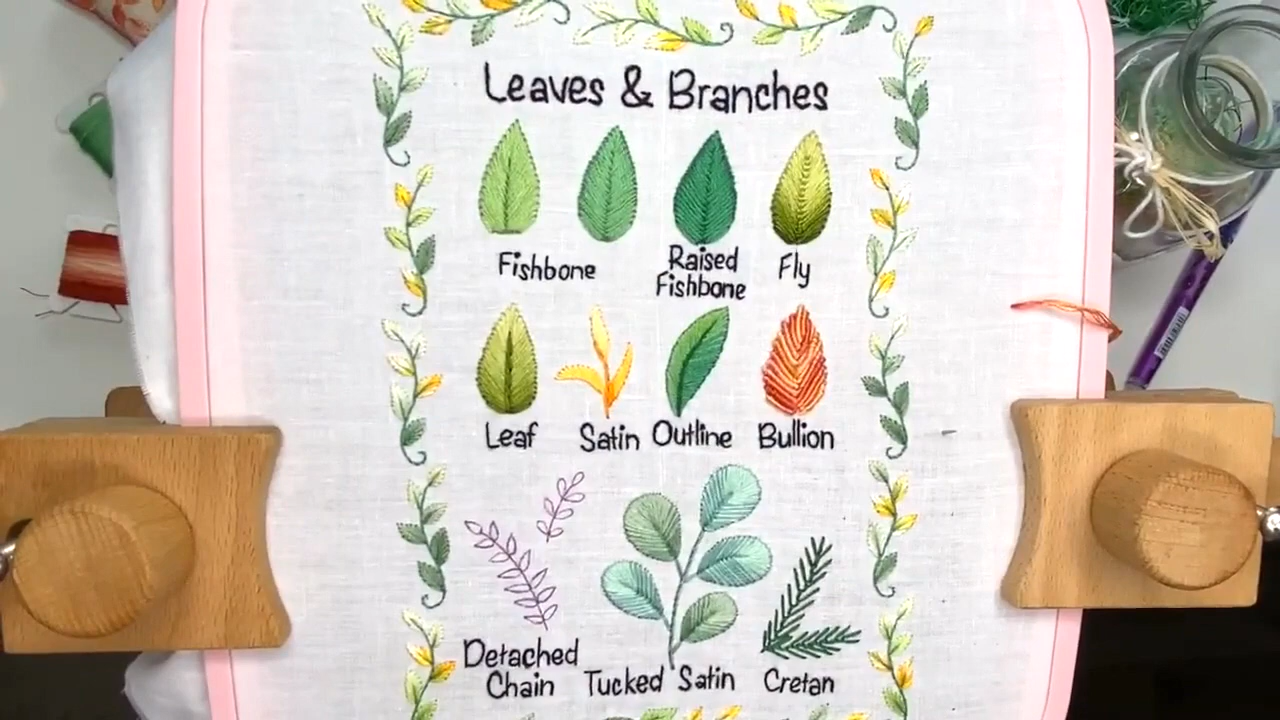 Leaves & Branches
Fishbone
Raised
Fishbone
Fly
Leaf
Satin
Outline
Bullion
Detached
Chain
Tucked Satin
Cretan